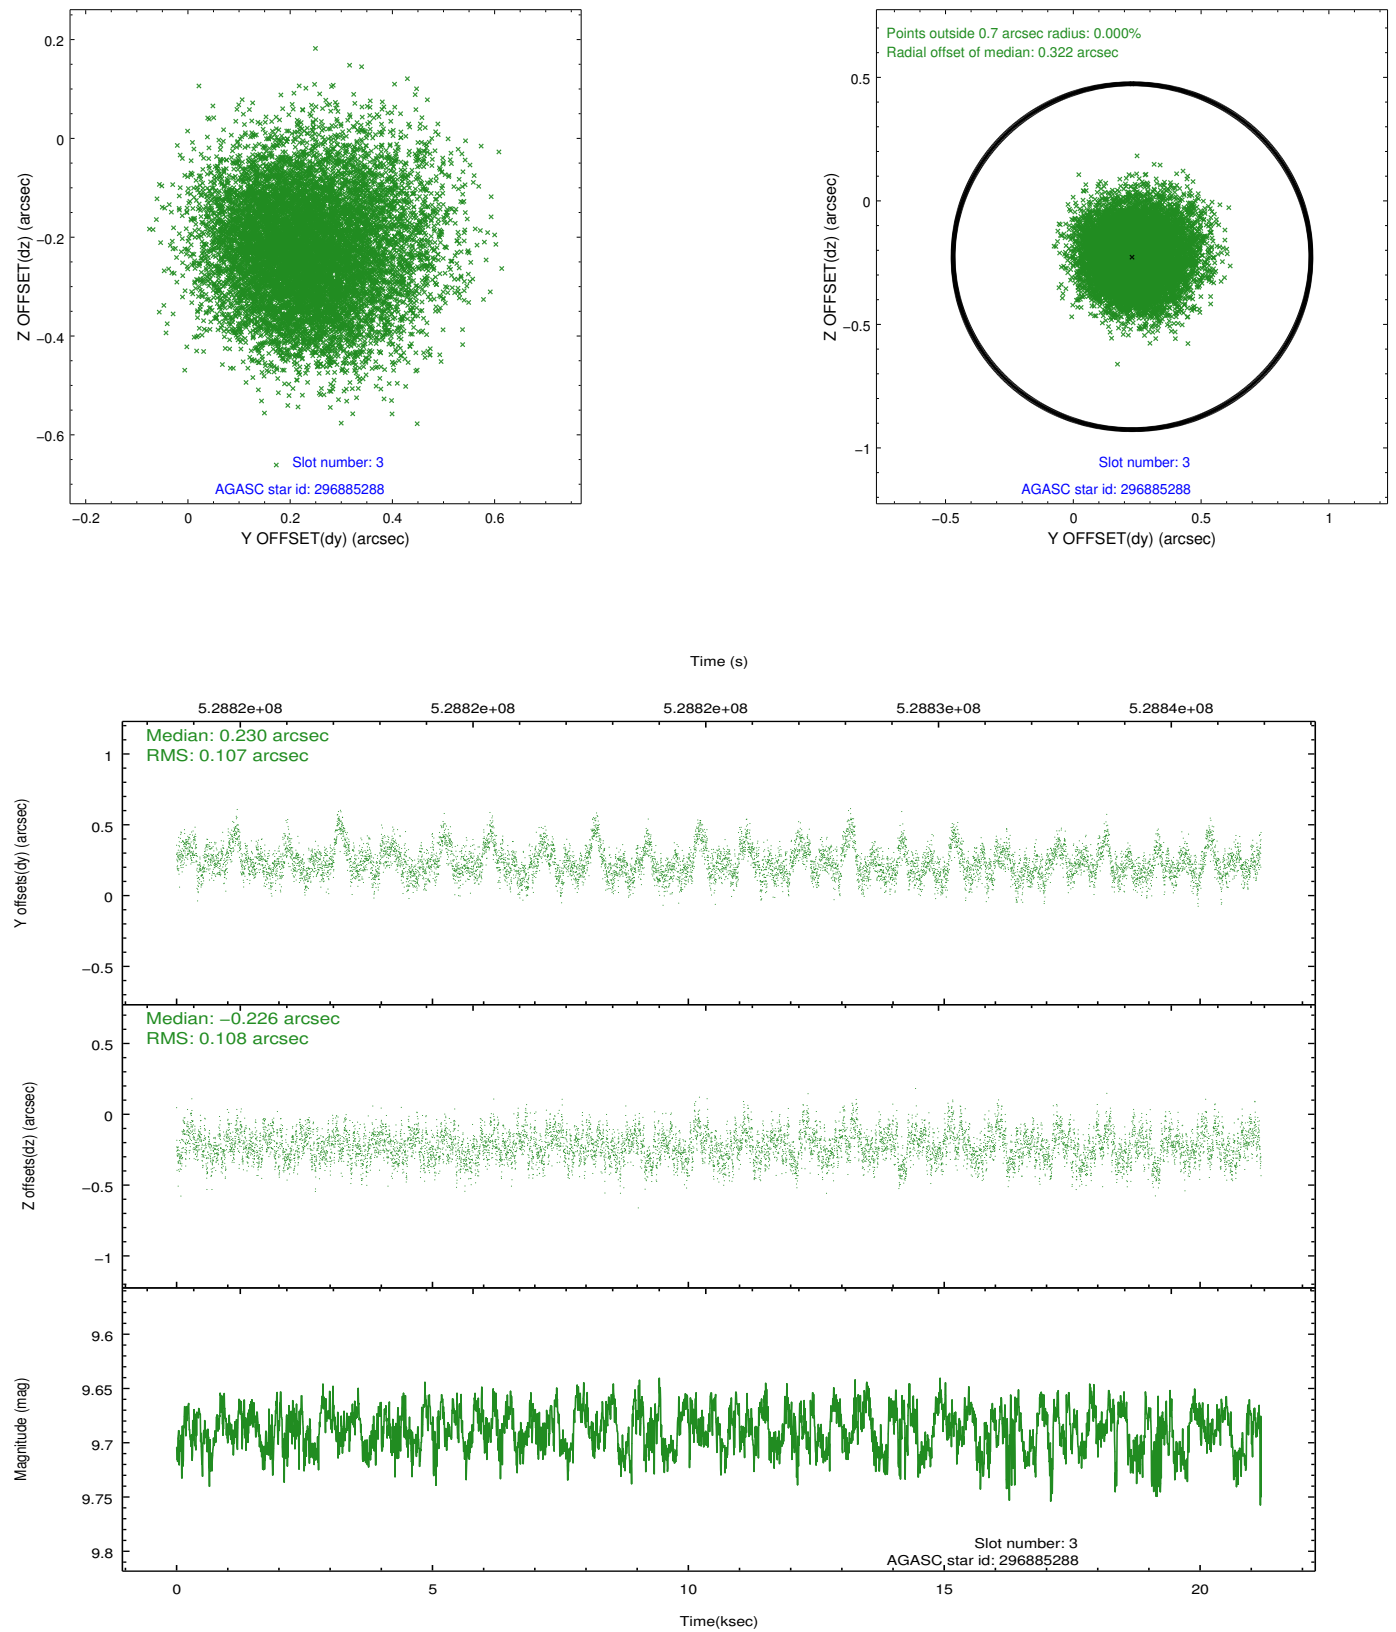 0.2
0
−0.2
−0.4
−0.6
Z OFFSET(dz) (arcsec)
Slot number: 3
AGASC star id: 296885288
−0.2 0 0.2 0.4 0.6
Y OFFSET(dy) (arcsec)
Points outside 0.7 arcsec radius: 0.000%
Radial offset of median: 0.322 arcsec
0.5
0
−0.5
−1
Z OFFSET(dz) (arcsec)
Slot number: 3
AGASC star id: 296885288
−0.5 0 0.5 1
Y OFFSET(dy) (arcsec)
Time (s)
5.2882e+08 5.2882e+08 5.2882e+08 5.2883e+08 5.2884e+08
Median: 0.230 arcsec
RMS: 0.107 arcsec
1
0.5
0
−0.5
Y offsets(dy) (arcsec)
Median: −0.226 arcsec
RMS: 0.108 arcsec
0.5
0
−0.5
−1
Z offsets(dz) (arcsec)
9.6
9.65
9.7
9.75
9.8
Magnitude (mag)
Slot number: 3
AGASC star id: 296885288
0 5 10 15 20
Time(ksec)